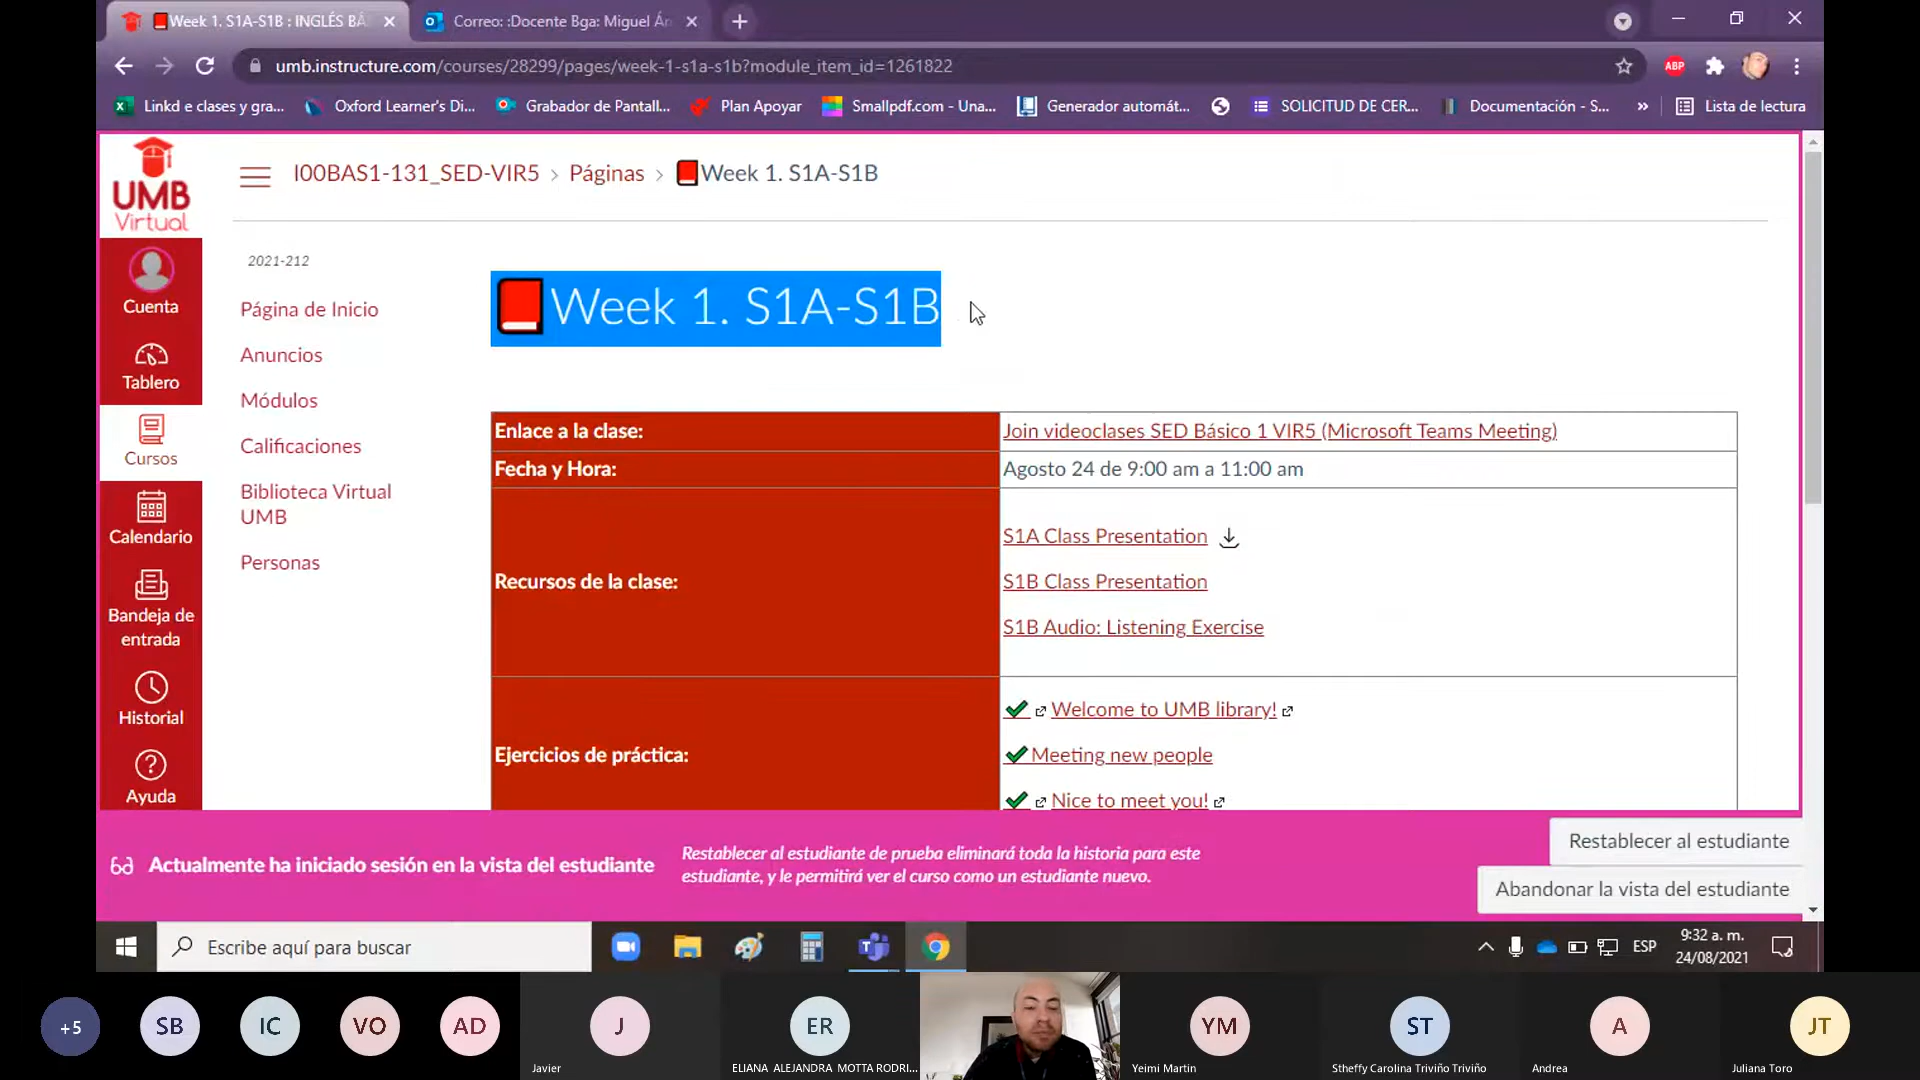 Week 1. S1A-S1B : INGLÉS BÁ
Correo: :Docente Bga: Miguel Án
umb.instructure.com/courses/28299/pages/week-1-s1a-s1b?module_item_id=1261822
ABP
Linkd e clases y gra...
Oxford Learner's Di...
Grabador de Pantall...
Plan Apoyar
Smallpdf.com - Una...
Generador automát...
SOLICITUD DE CER...
Documentación - S...
»
Lista de lectura
UMB
Virtual
I00BAS1-131_SED-VIR5 > Páginas > Week 1. S1A-S1B
2021-212
Cuenta
Tablero
Cursos
Calendario
Bandeja de
entrada
Historial
Ayuda
Página de Inicio
Anuncios
Módulos
Calificaciones
Biblioteca Virtual
UMB
Personas
Week 1. S1A-S1B
Enlace a la clase:
Join videoclases SED Básico 1 VIR5 (Microsoft Teams Meeting)
Fecha y Hora:
Agosto 24 de 9:00 am a 11:00 am
Recursos de la clase:
S1A Class Presentation
S1B Class Presentation
S1B Audio: Listening Exercise
Ejercicios de práctica:
Welcome to UMB library!
Meeting new people
Nice to meet you!
Actualmente ha iniciado sesión en la vista del estudiante
Restablecer al estudiante de prueba eliminará toda la historia para este
estudiante, y le permitirá ver el curso como un estudiante nuevo.
Restablecer al estudiante
Abandonar la vista del estudiante
Escribe aquí para buscar
ESP
9:32 a. m.
24/08/2021
+5
SB
IC
VO
AD
J
Javier
ER
ELIANA ALEJANDRA MOTTA RODRI...
YM
Yeimi Martin
ST
Stheffy Carolina Triviño Triviño
A
Andrea
JT
Juliana Toro